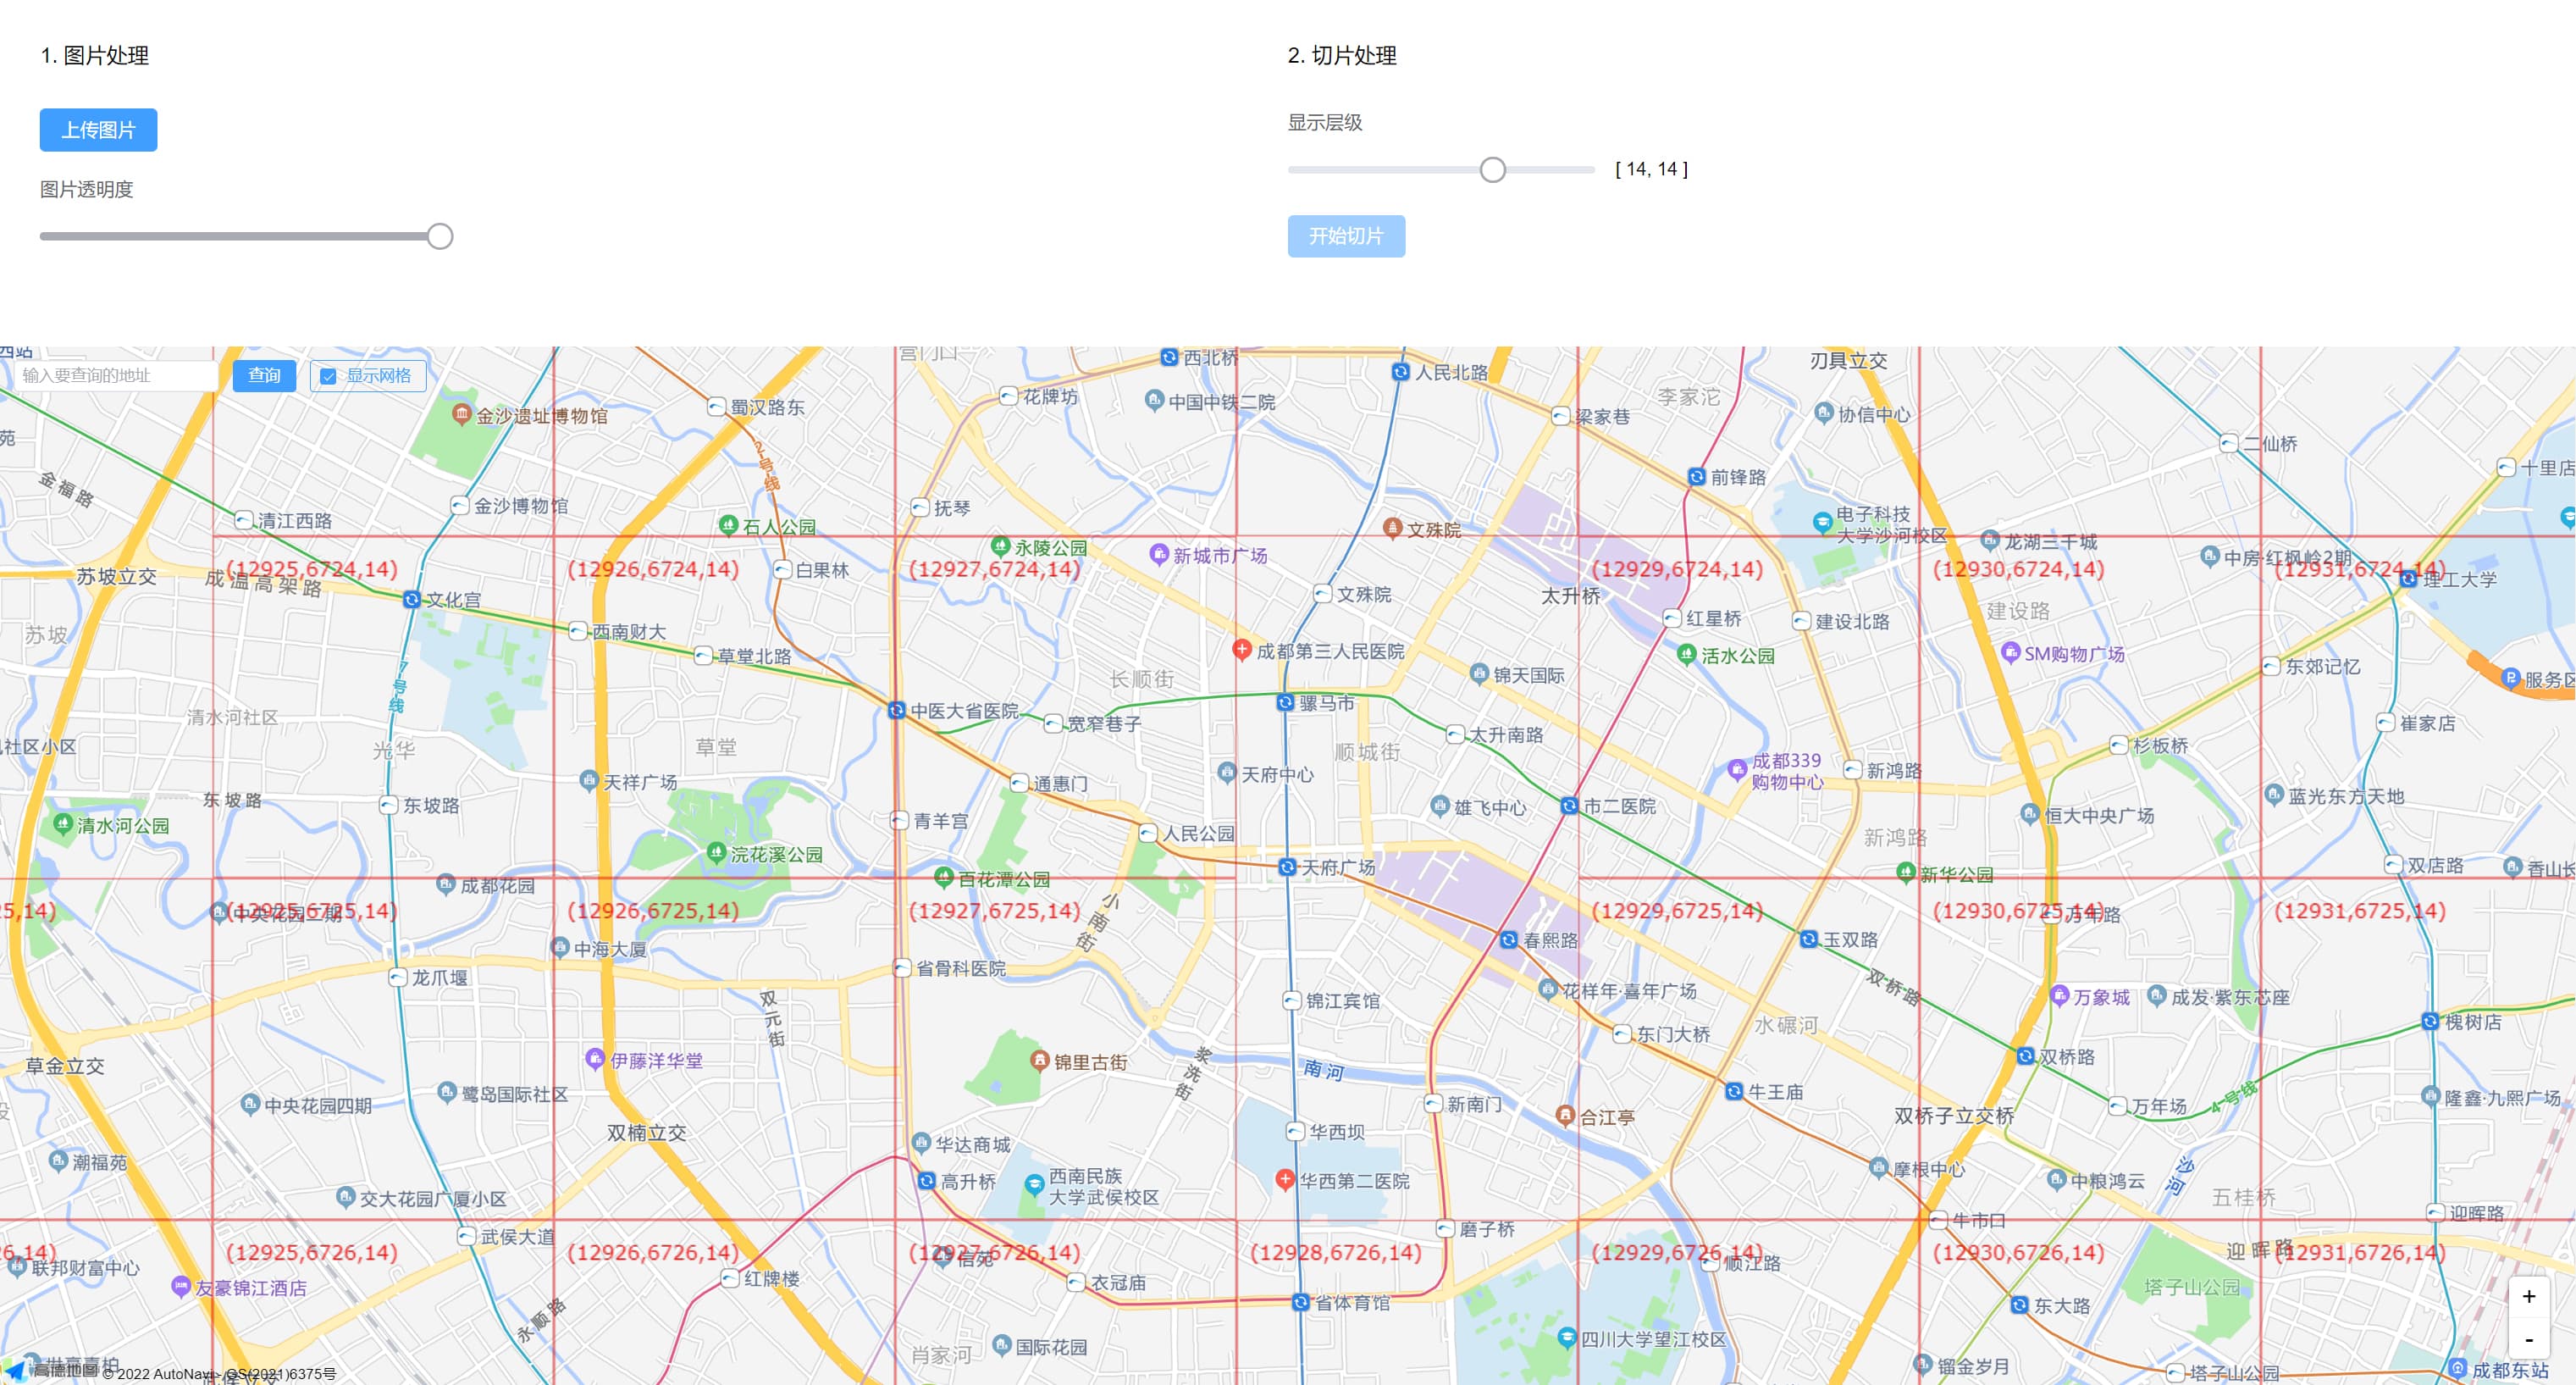 1. 图片处理
2. 切片处理
上传图片
显示层级
[ 14, 14 ]
图片透明度
开始切片
西站
输入要查询的地址
查询
显示网格
营门口
西北桥
人民北路
刃具立交
花牌坊
中国中铁二院
李家沱
协信中心
金沙遗址博物馆
蜀汉路东
梁家巷
二仙桥
苑
2号线
十里店
金福路
前锋路
金沙博物馆
抚琴
清江西路
石人公园
文殊院
电子科技
大学沙河校区
龙湖三千城
永陵公园
新城市广场
中房·红枫岭2期
(12925,6724,14)
(12926,6724,14)
(12927,6724,14)
(12929,6724,14)
(12930,6724,14)
(12931,6724,14)
苏坡立交
成温高架路
白果林
理工大学
文化宫
文殊院
太升桥
建设路
苏坡
西南财大
红星桥
建设北路
草堂北路
成都第三人民医院
活水公园
SM购物广场
东郊记忆
7号线
长顺街
锦天国际
服务区
清水河社区
中医大省医院
宽窄巷子
骡马市
崔家店
社区小区
光华
草堂
太升南路
顺城街
杉板桥
天祥广场
通惠门
天府中心
成都339
购物中心
新鸿路
东坡路
东坡路
雄飞中心
市二医院
蓝光东方天地
清水河公园
青羊宫
人民公园
新鸿路
恒大中央广场
浣花溪公园
天府广场
双店路
香山长
成都花园
百花潭公园
新华公园
5,14)
(12925,6725,14)
中央花园二期
(12926,6725,14)
(12927,6725,14)
(12929,6725,14)
(12930,6725,14)
万年路
(12931,6725,14)
小南街
中海大厦
春熙路
玉双路
龙爪堰
省骨科医院
双桥路
双元街
锦江宾馆
花样年·喜年广场
万象城
成发·紫东芯座
东门大桥
水碾河
槐树店
草金立交
伊藤洋华堂
锦里古街
浆洗街
南河
双桥路
中央花园四期
鹭岛国际社区
新南门
合江亭
牛王庙
万年场
4号线
隆鑫·九熙广场
双楠立交
华达商城
华西坝
双桥子立交桥
潮福苑
高升桥
西南民族
大学武侯校区
华西第二医院
摩根中心
中粮鸿云
沙河
交大花园广厦小区
五桂桥
武侯大道
磨子桥
牛市口
迎晖路
6,14)
(12925,6726,14)
(12926,6726,14)
(12927,6726,14)
信苑
(12928,6726,14)
(12929,6726,14)
(12930,6726,14)
(12931,6726,14)
迎晖路
联邦财富中心
友豪锦江酒店
红牌楼
衣冠庙
顺江路
塔子山公园
+
永顺路
省体育馆
东大路
-
肖家河
国际花园
四川大学望江校区
镏金岁月
塔子山公园
成都东站
高德地图 © 2022 AutoNavi - GS(2021)6375号